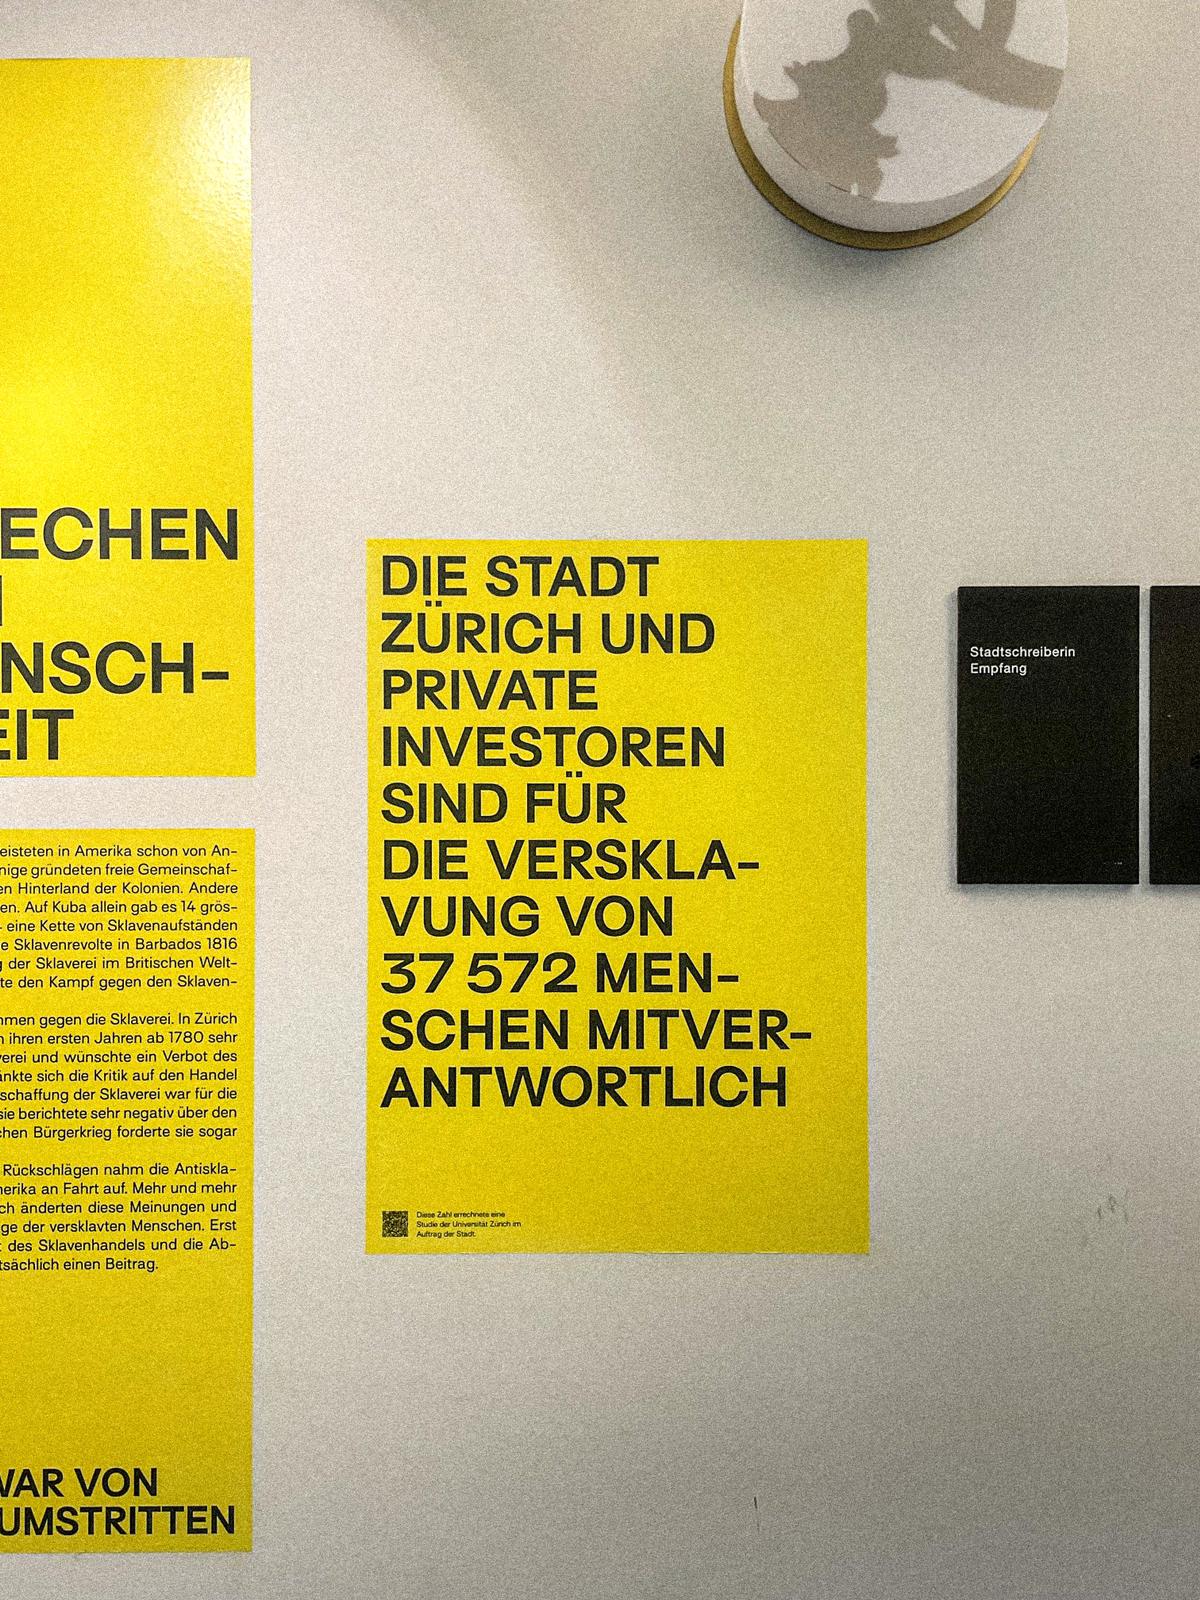 ECHEN
NSCH-
EIT
eisteten in Amerika schon von An-
nige gründeten freie Gemeinschaf-
en Hinterland der Kolonien. Andere
en. Auf Kuba allein gab es 14 grös-
eine Kette von Sklavenaufständen
e Sklavenrevolte in Barbados 1816
g der Sklaverei im Britischen Welt-
te den Kampf gegen den Sklaven-
mmen gegen die Sklaverei. In Zürich
n ihren ersten Jahren ab 1780 sehr
verei und wünschte ein Verbot des
änkte sich die Kritik auf den Handel
schaffung der Sklaverei war für die
sie berichtete sehr negativ über den
chen Bürgerkrieg forderte sie sogar
Rückschlägen nahm die Antiskla-
merika an Fahrt auf. Mehr und mehr
ch änderten diese Meinungen und
ge der versklavten Menschen. Erst
t des Sklavenhandels und die Ab-
tsächlich einen Beitrag.
WAR VON
UMSTRITTEN
DIE STADT
ZÜRICH UND
PRIVATE
INVESTOREN
SIND FÜR
DIE VERSKLA-
VUNG VON
37 572 MEN-
SCHEN MITVER-
ANTWORTLICH
Diese Zahl errechnete eine
Studie der Universität Zürich im
Auftrag der Stadt.
Stadtschreiberin
Empfang